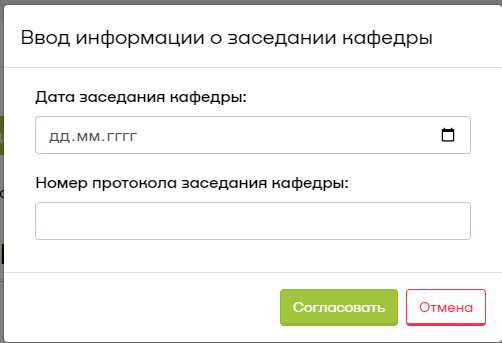 Ввод информации о заседании кафедры
Дата заседания кафедры:
дд.мм.гггг
Номер протокола заседания кафедры:
Согласовать Отмена